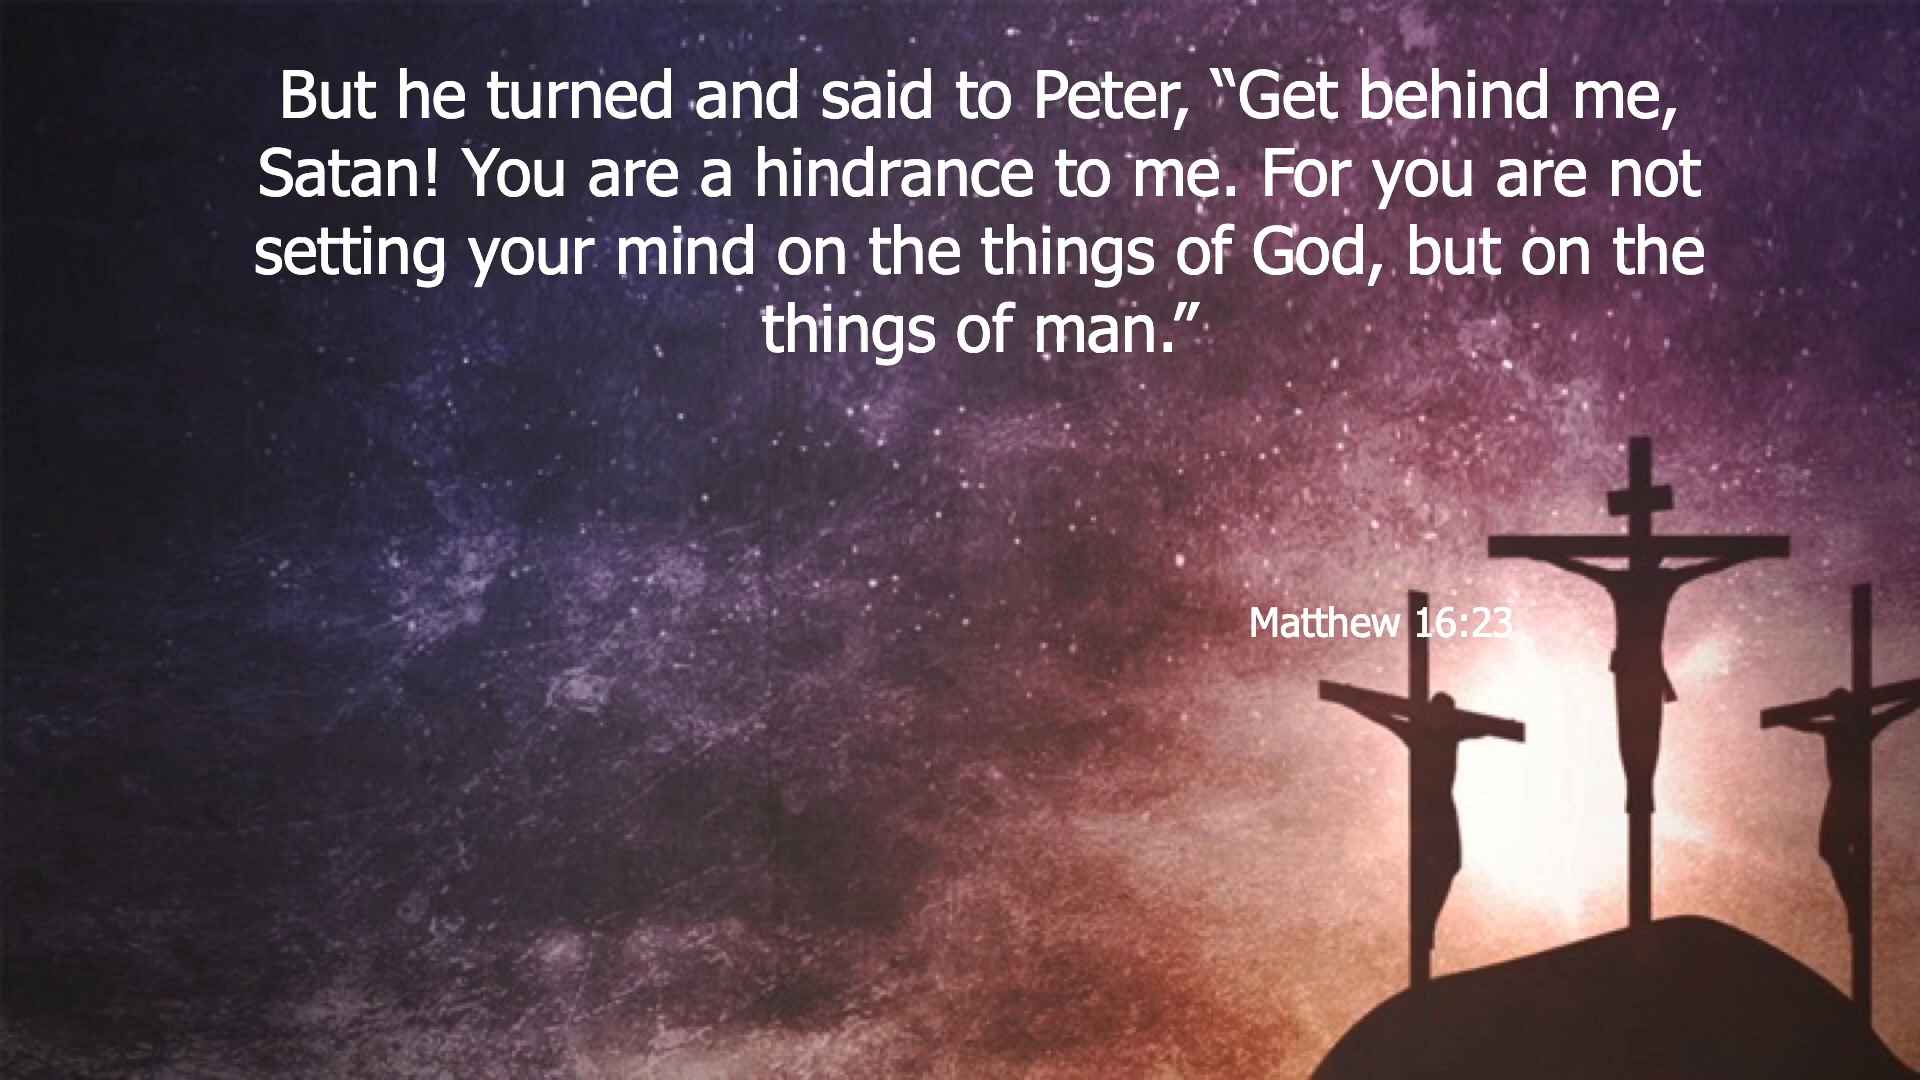 But he turned and said to Peter, “Get behind me,
Satan! You are a hindrance to me. For you are not
setting your mind on the things of God, but on the
things of man.”
Matthew 16:23